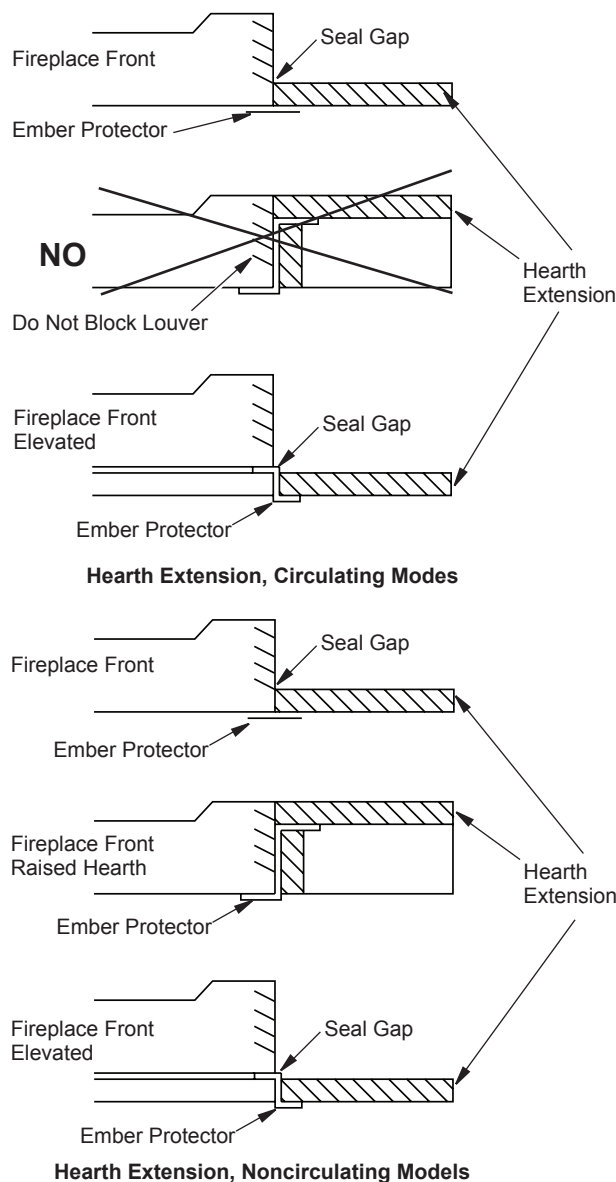 Fireplace Front
Seal Gap
Ember Protector
NO
Do Not Block Louver
Hearth
Extension
Fireplace Front
Elevated
Seal Gap
Ember Protector
Hearth Extension, Circulating Modes
Fireplace Front
Seal Gap
Ember Protector
Fireplace Front
Raised Hearth
Hearth
Extension
Ember Protector
Fireplace Front
Elevated
Seal Gap
Ember Protector
Hearth Extension, Noncirculating Models